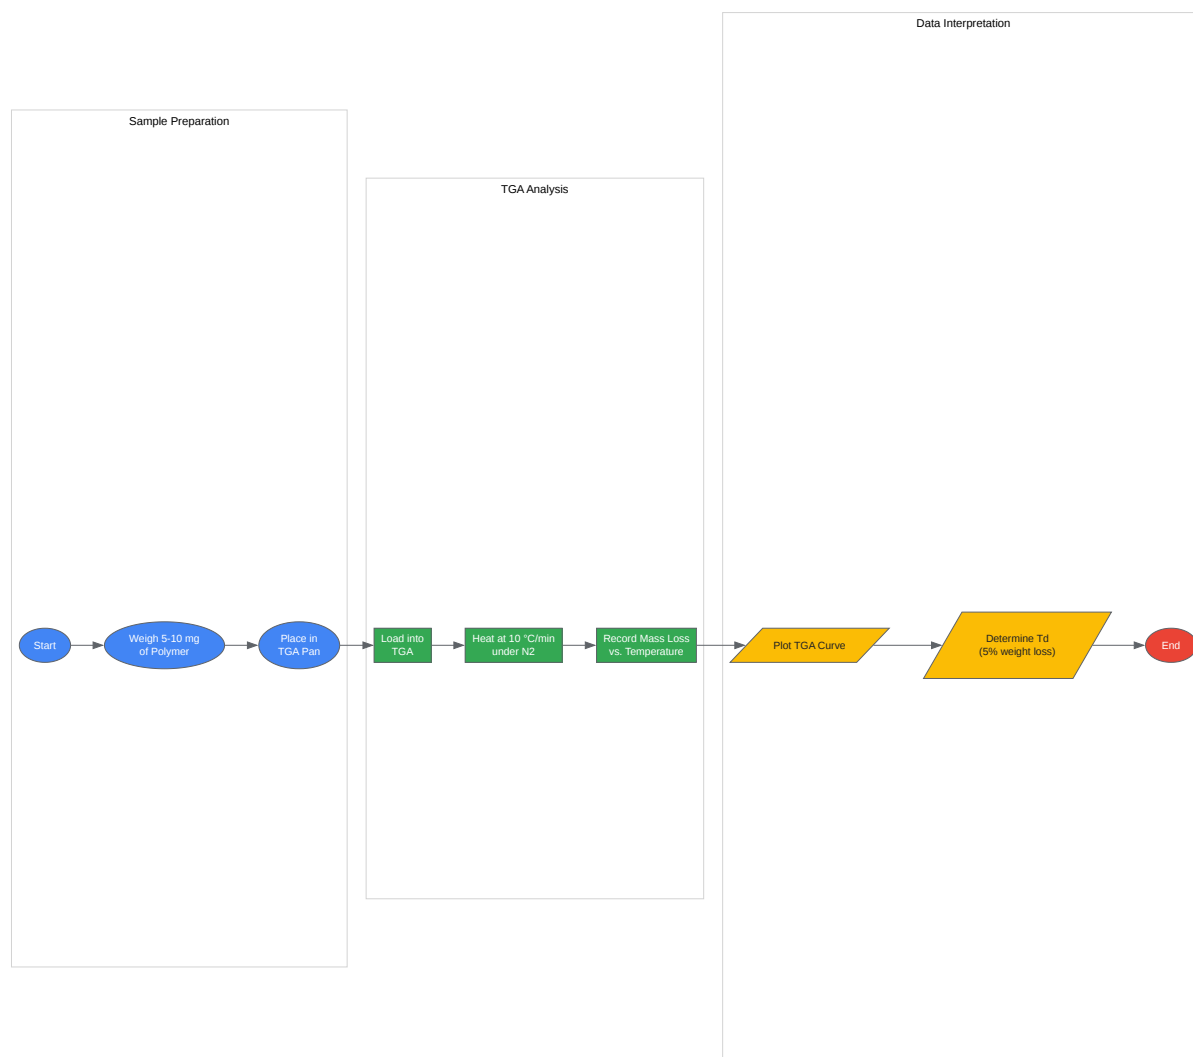 Data Interpretation
Sample Preparation
TGA Analysis
Start
Weigh 5-10 mg
of Polymer
Place in
TGA Pan
Load into
TGA
Heat at 10 °C/min
under N2
Record Mass Loss
vs. Temperature
Plot TGA Curve
Determine Td
(5% weight loss)
End